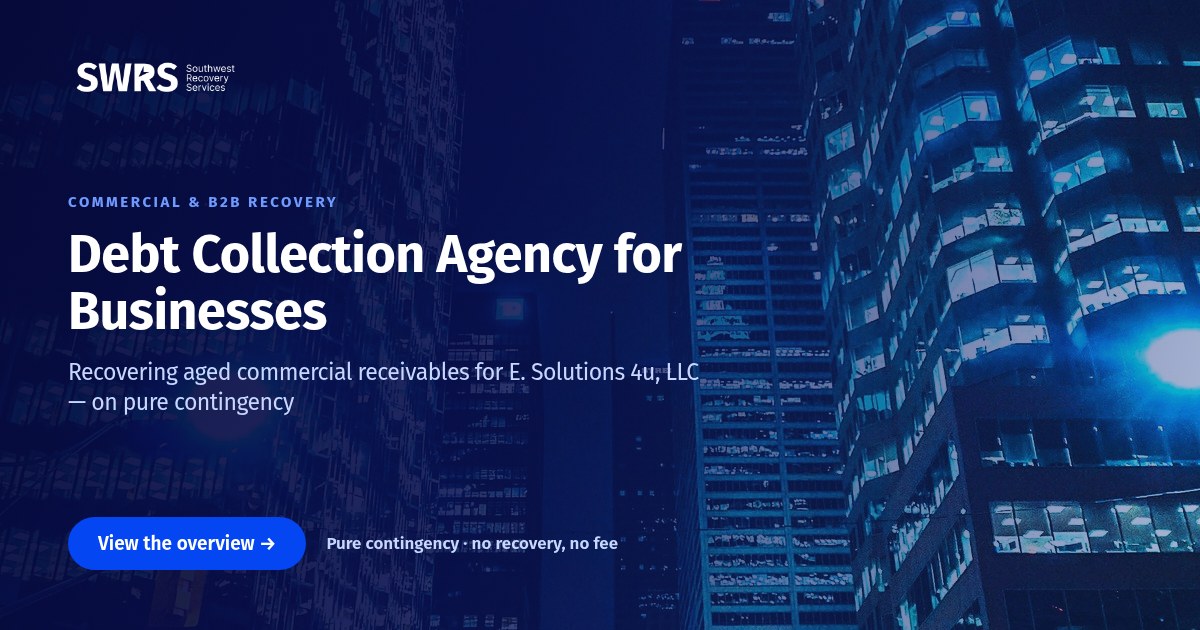 SWRS
Southwest
Recovery
Services
COMMERCIAL & B2B RECOVERY
Debt Collection Agency for
Businesses
Recovering aged commercial receivables for E. Solutions 4u, LLC
— on pure contingency
View the overview →
Pure contingency · no recovery, no fee